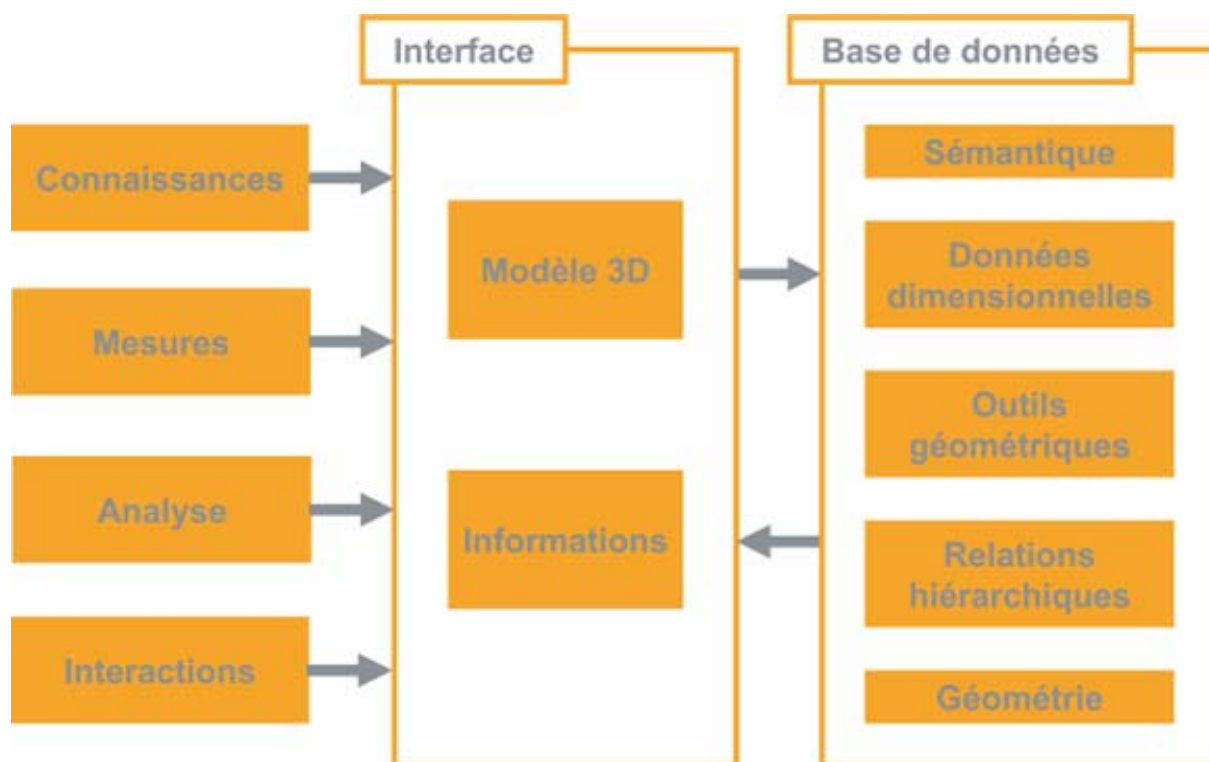 Interface
Base de données
Connaissances
Mesures
Analyse
Interactions
Modèle 3D
Informations
Sémantique
Données
dimensionnelles
Outils
géométriques
Relations
hiérarchiques
Géométrie